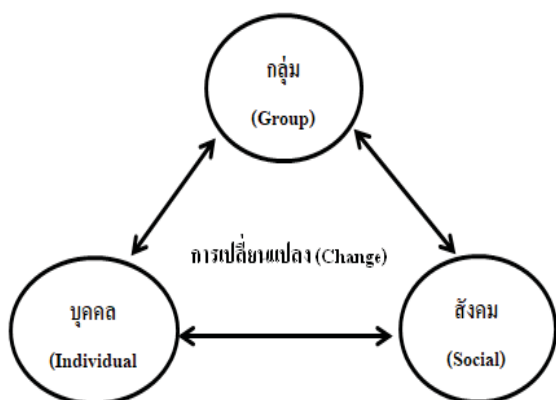 กลุ่ม
(Group)
การเปลี่ยนแปลง (Change)
บุคคล
(Individual
สังคม
(Social)